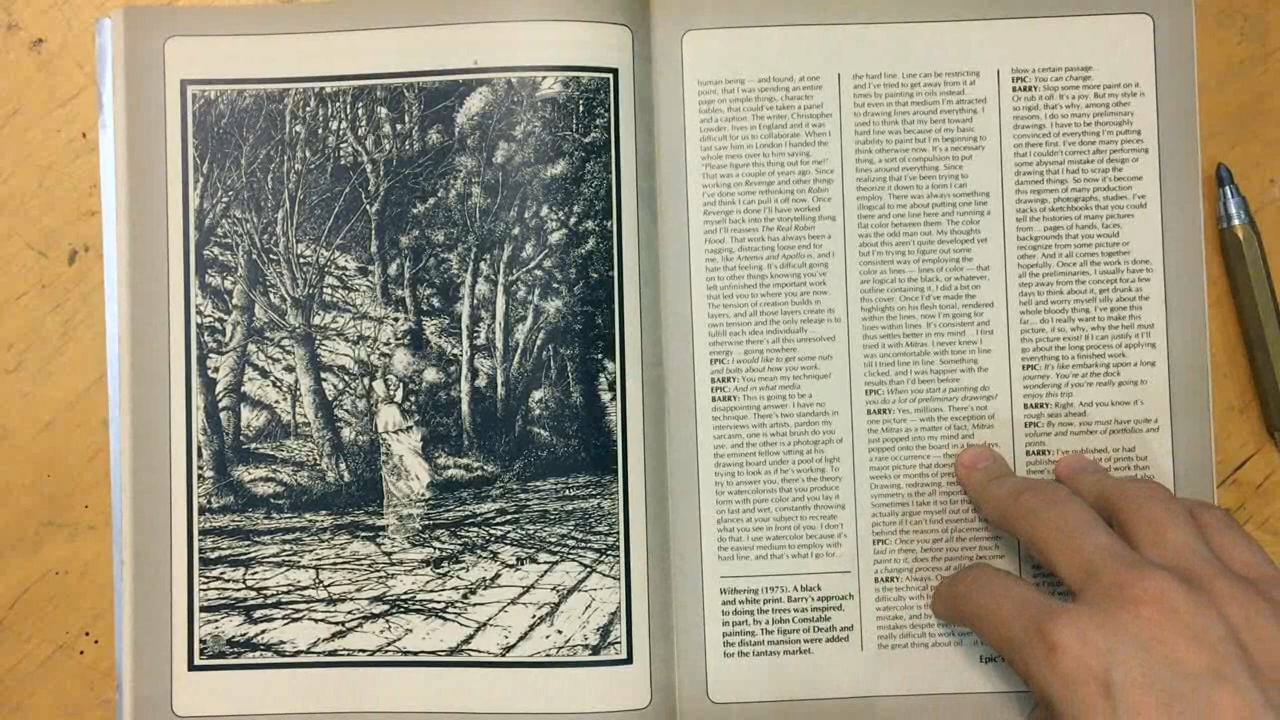 human being — and found, at one
point, that I was spending an entire
page on simple things, character
foibles, that could've taken a panel
and a caption. The writer, Christopher
Lowder, lives in England and it was
difficult for us to collaborate. When I
last saw him in London I handed the
whole mess over to him saying,
"Please figure this thing out for me!"
That was a couple of years ago. Since
working on Revenge and other things
I've done some rethinking on Robin
and think I can pull it off now. Once
Revenge is done I'll have worked
myself back into the storytelling thing
and I'll reassess The Real Robin
Hood. That work has always been a
nagging, distracting loose end for
me, like Artemis and Apollo is, and I
hate that feeling. It's difficult going
on to other things knowing you've
left unfinished the important work
that led you to where you are now.
The tension of creation builds in
layers, and all those layers create its
own tension and the only release is to
fulfill each idea individually...
otherwise there's all this unresolved
energy... going nowhere.
EPIC: I would like to get some nuts
and bolts about how you work.
BARRY: You mean my technique?
EPIC: And in what media.
BARRY: This is going to be a
disappointing answer. I have no
technique. There's two standards in
interviews with artists, pardon my
sarcasm, one is what brush do you
use, and the other is a photograph of
the eminent fellow sitting at his
drawing board under a pool of light
trying to look as if he's working. To
try to answer you, there's the theory
for watercolorists that you produce
form with pure color and you lay it
on fast and wet, constantly throwing
glances at your subject to recreate
what you see in front of you. I don't
do that. I use watercolor because it's
the easiest medium to employ with
hard line, and that's what I go for...
Withering (1975). A black
and white print. Barry's approach
to doing the trees was inspired,
in part, by a John Constable
painting. The figure of Death and
the distant mansion were added
for the fantasy market.
the hard line. Line can be restricting
and I've tried to get away from it at
times by painting in oils instead...
but even in that medium I'm attracted
to drawing lines around everything. I
used to think that my bent toward
hard line was because of my basic
inability to paint but I'm beginning to
think otherwise now. It's a necessary
thing, a sort of compulsion to put
lines around everything. Since
realizing that I've been trying to
theorize it down to a form I can
employ. There was always something
illogical to me about putting one line
there and one line here and running a
flat color between them. The color
was the odd man out. My thoughts
about this aren't quite developed yet
but I'm trying to figure out some
consistent way of employing the
color as lines — lines of color — that
are logical to the black, or whatever,
outline containing it. I did a bit on
this cover. Once I'd've made the
highlights on his flesh tonal, rendered
within the lines, now I'm going for
lines within lines. It's consistent and
thus settles better in my mind... I first
tried it with Mitras. I never knew I
was uncomfortable with tone in line
till I tried line in line. Something
clicked, and I was happier with the
results than I'd been before.
EPIC: When you start a painting do
you do a lot of preliminary drawings?
BARRY: Yes, millions. There's not
one picture — with the exception of
the Mitras as a matter of fact, Mitras
just popped into my mind and
popped onto the board in a few days,
a rare occurrence —
major picture that
weeks or months of
Drawing, redrawing,
symmetry is the all
Sometimes I take it so far
actually argue myself out of
picture if I can't find essential
behind the reasons of placement.
EPIC: Once you get all the elements
laid in there, before you ever touch
paint to it, does the painting become
a changing process at all?
BARRY: Always.
is the technical
difficulty with
watercolor is
mistake, and by
mistakes despite
really difficult to work over
the great thing about oil...
blow a certain passage...
EPIC: You can change.
BARRY: Slop some more paint on it.
Or rub it off. It's a joy. But my style is
so rigid, that's why, among other
reasons, I do so many preliminary
drawings. I have to be thoroughly
convinced of everything I'm putting
on there first. I've done many pieces
that I couldn't correct after performing
some abysmal mistake of design or
drawing that I had to scrap the
damned things. So now it's become
this regimen of many production
drawings, photographs, studies. I've
stacks of sketchbooks that you could
tell the histories of many pictures
from... pages of hands, faces,
backgrounds that you would
recognize from some picture or
other. And it all comes together
hopefully. Once all the work is done,
all the preliminaries, I usually have to
step away from the concept for a few
days to think about it, get drunk as
hell and worry myself silly about the
whole bloody thing. I've gone this
far... do I really want to make this
picture, if so, why, why the hell must
this picture exist? If I can justify it I'll
go about the long process of applying
everything to a finished work.
EPIC: It's like embarking upon a long
journey. You're at the dock
wondering if you're really going to
enjoy this trip.
BARRY: Right. And you know it's
rough seas ahead.
EPIC: By now, you must have quite a
volume and number of portfolios and
prints.
BARRY: I've published, or had
lot of prints but
work than
also
Epic's